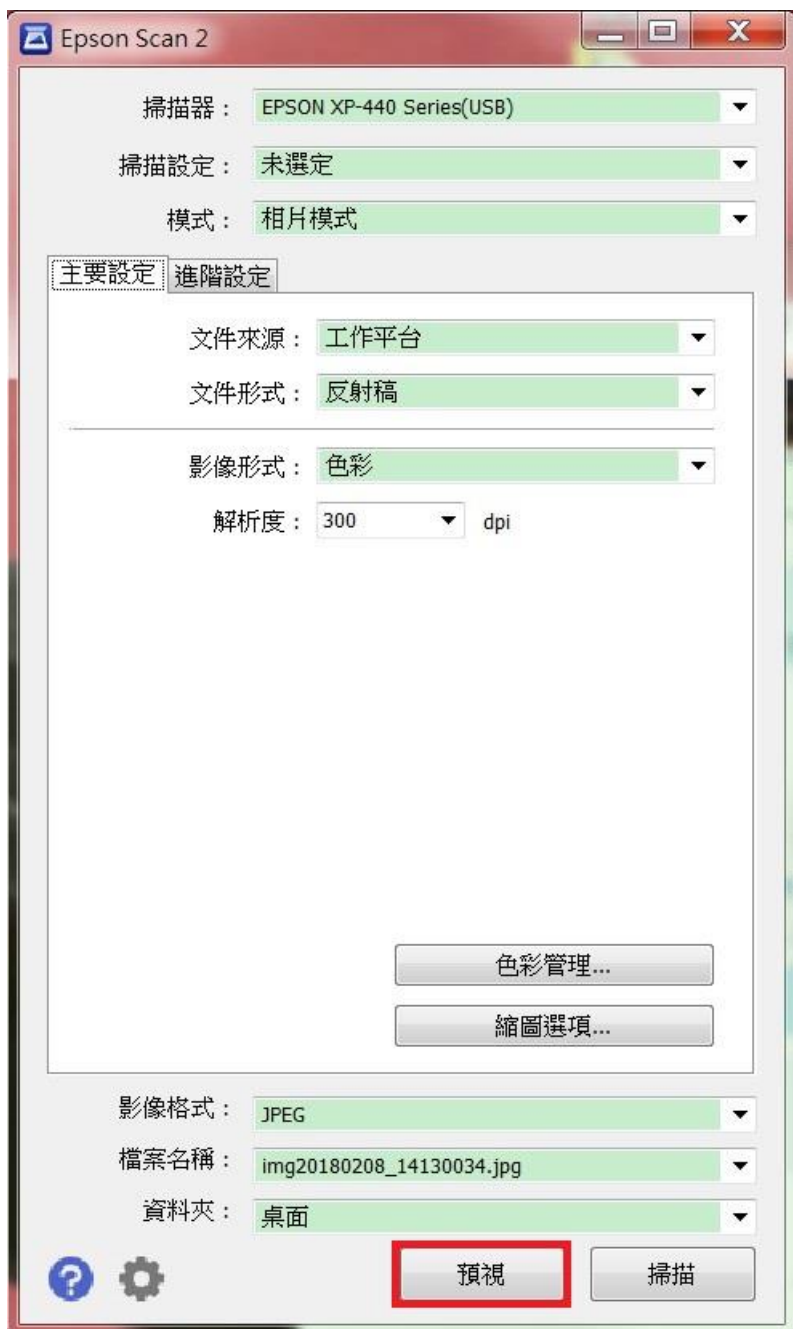 Epson Scan 2
掃描器： EPSON XP-440 Series(USB)
掃描設定： 未選定
模式： 相片模式
主要設定 進階設定
文件來源： 工作平台
文件形式： 反射稿
影像形式： 色彩
解析度： 300 dpi
色彩管理...
縮圖選項...
影像格式： JPEG
檔案名稱： img20180208_14130034.jpg
資料夾： 桌面
預視 掃描